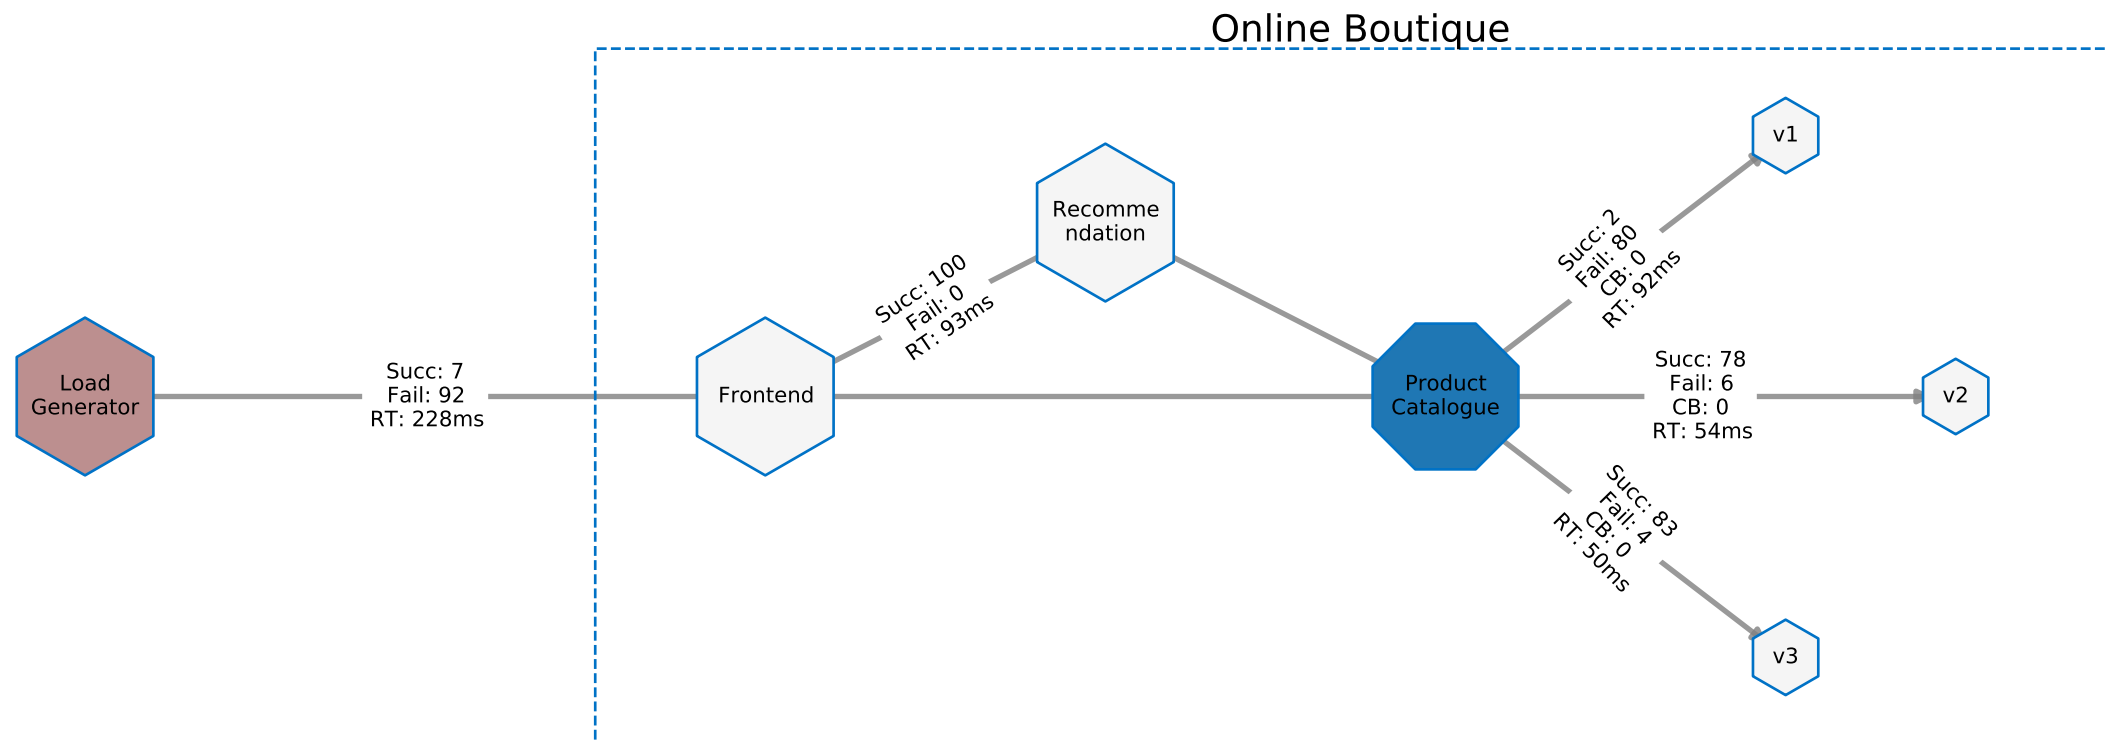 Online Boutique
Load
Generator
Succ: 7
Fail: 92
RT: 228ms
Frontend
Succ: 100
Fail: 0
RT: 93ms
Recomme
ndation
Product
Catalogue
Succ: 2
Fail: 80
CB: 0
RT: 92ms
v1
Succ: 78
Fail: 6
CB: 0
RT: 54ms
v2
Succ: 83
Fail: 4
CB: 0
RT: 50ms
v3